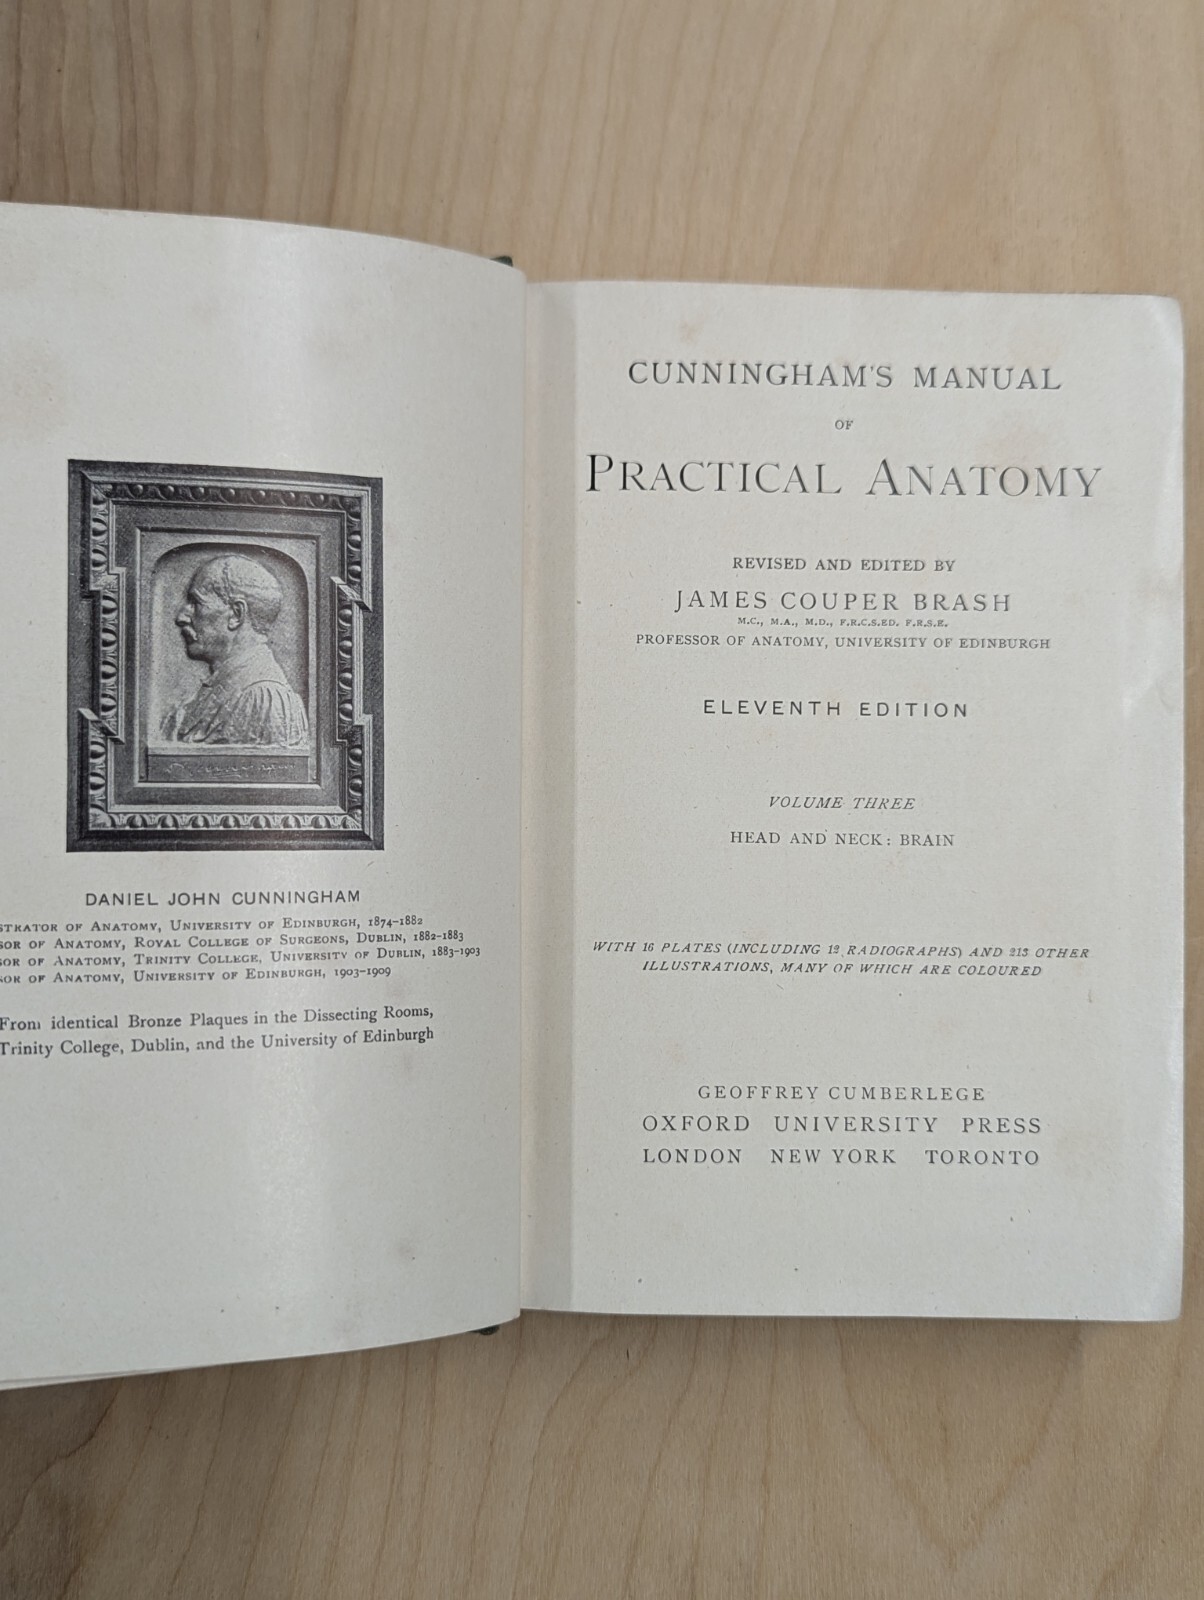 DANIEL JOHN CUNNINGHAM
OF ANATOMY, UNIVERSITY OF EDINBURGH, 1874-1882
OF ANATOMY, ROYAL COLLEGE OF SURGEONS, DUBLIN, 1882-1883
OF ANATOMY, TRINITY COLLEGE, UNIVERSITY OF DUBLIN, 1883-1903
OF ANATOMY, UNIVERSITY OF EDINBURGH, 1903-1909
From identical Bronze Plaques in the Dissecting Rooms,
Trinity College, Dublin, and the University of Edinburgh
CUNNINGHAM'S MANUAL
OF
PRACTICAL ANATOMY
REVISED AND EDITED BY
JAMES COUPER BRASH
M.C., M.A., M.D., F.R.C.S.ED. F.R.S.E.
PROFESSOR OF ANATOMY, UNIVERSITY OF EDINBURGH
ELEVENTH EDITION
VOLUME THREE
HEAD AND NECK: BRAIN
WITH 16 PLATES (INCLUDING 12 RADIOGRAPHS) AND 213 OTHER
ILLUSTRATIONS, MANY OF WHICH ARE COLOURED
GEOFFREY CUMBERLEGE
OXFORD UNIVERSITY PRESS
LONDON NEW YORK TORONTO